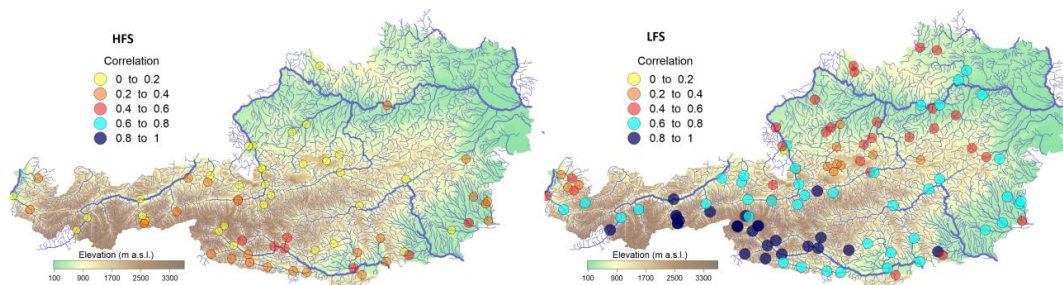 HFS
Correlation
0 to 0.2
0.2 to 0.4
0.4 to 0.6
0.6 to 0.8
0.8 to 1
Elevation (m a.s.l.)
100 900 1700 2500 3300
LFS
Correlation
0 to 0.2
0.2 to 0.4
0.4 to 0.6
0.6 to 0.8
0.8 to 1
Elevation (m a.s.l.)
100 900 1700 2500 3300